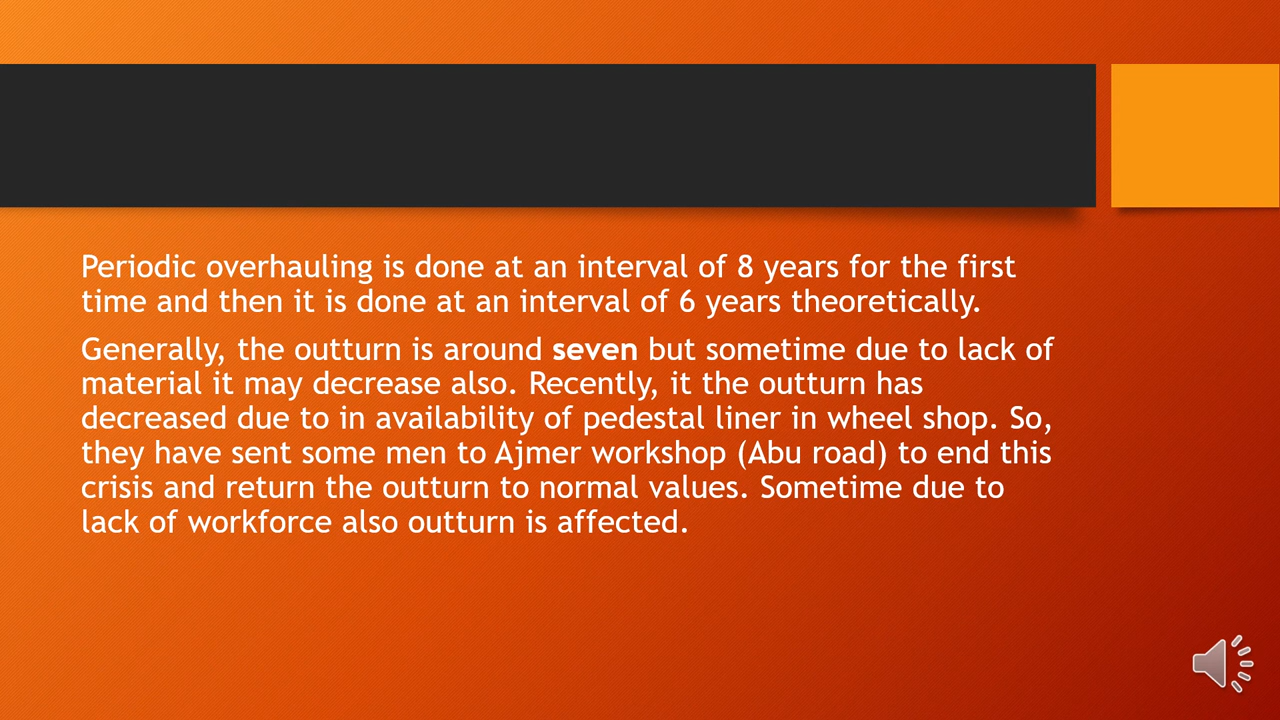 Periodic overhauling is done at an interval of 8 years for the first
time and then it is done at an interval of 6 years theoretically.
Generally, the outturn is around seven but sometime due to lack of
material it may decrease also. Recently, it the outturn has
decreased due to in availability of pedestal liner in wheel shop. So,
they have sent some men to Ajmer workshop (Abu road) to end this
crisis and return the outturn to normal values. Sometime due to
lack of workforce also outturn is affected.